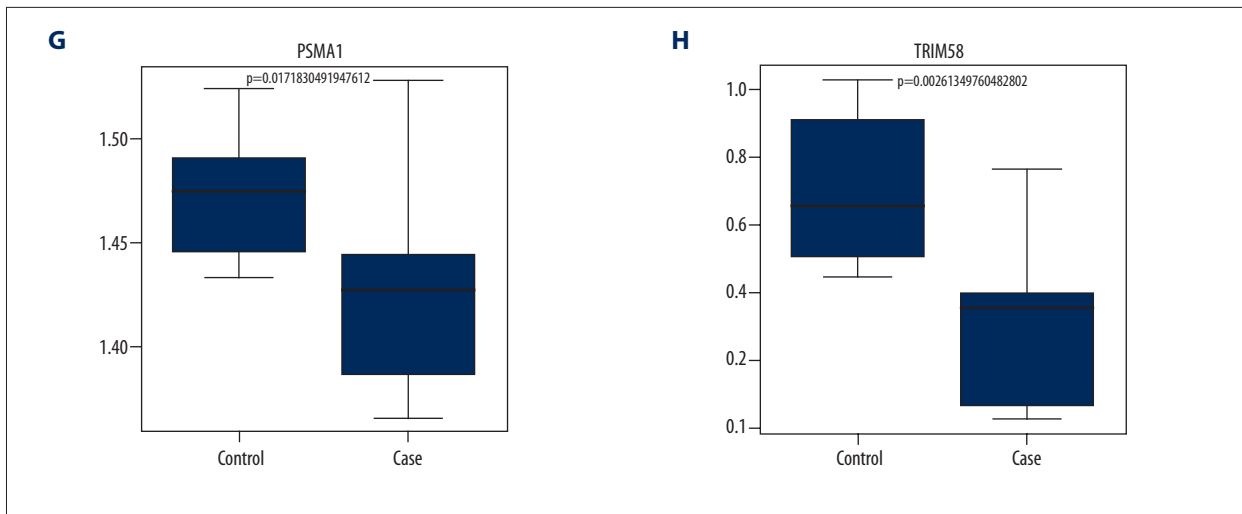 G
PSMA1
p=0.0171830491947612
1.50
1.45
1.40
Control
Case
H
TRIM58
p=0.00261349760482802
1.0
0.8
0.6
0.4
0.2
0.1
Control
Case